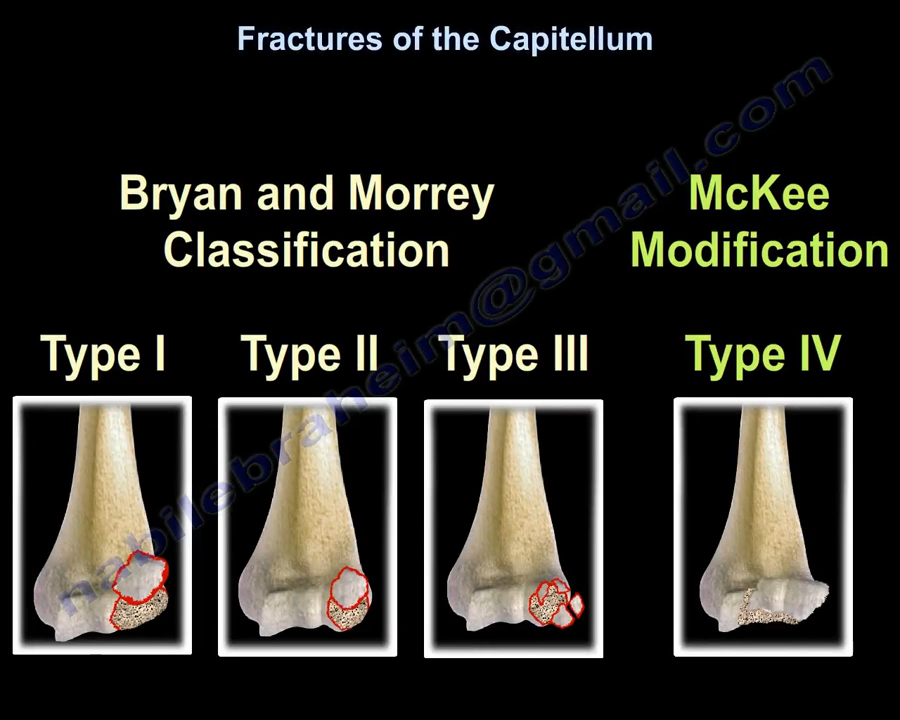 Fractures of the Capitellum
Bryan and Morrey
Classification
McKee
Modification
Type I
Type II
Type III
Type IV
nabilebraheim@gmail.com